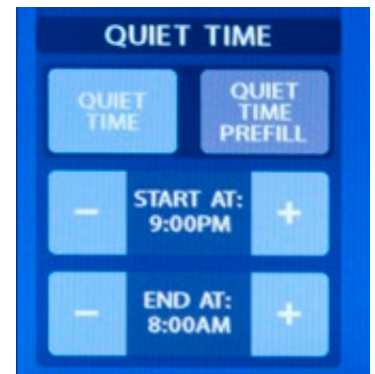 QUIET TIME
QUIET
TIME
QUIET
TIME
PREFILL
−
START AT:
9:00PM
+
−
END AT:
8:00AM
+